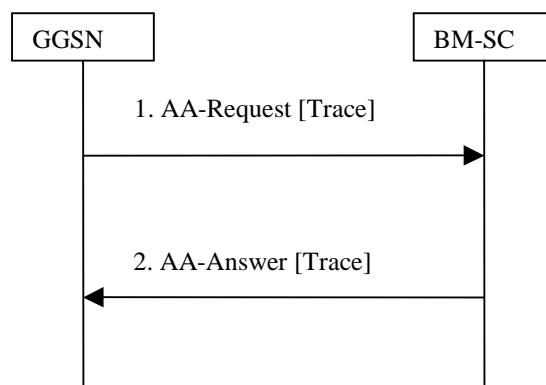 GGSN
BM-SC
1. AA-Request [Trace]
2. AA-Answer [Trace]